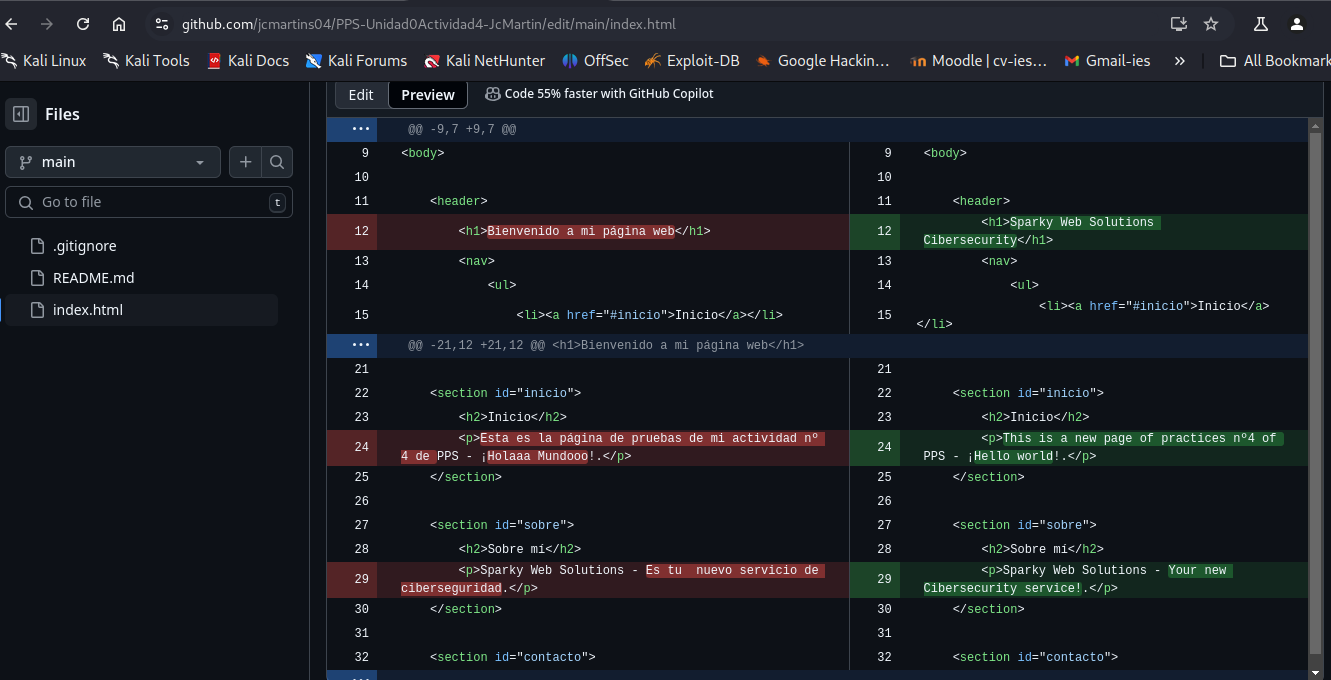 github.com/jcmartins04/PPS-Unidad0Actividad4-JcMartin/edit/main/index.html
Kali Linux Kali Tools Kali Docs Kali Forums Kali NetHunter OffSec Exploit-DB Google Hackin... Moodle | cv-ies... Gmail-ies » All Bookmark
Files
main
Go to file t
.gitignore
README.md
index.html
Edit Preview Code 55% faster with GitHub Copilot
... @@ -9,7 +9,7 @@
9 <body> 9 <body>
10 10
11 <header> 11 <header>
12 <h1>Bienvenido a mi página web</h1> 12 <h1>Sparky Web Solutions
Cibersecurity</h1>
13 <nav> 13 <nav>
14 <ul> 14 <ul>
15 <li><a href="#inicio">Inicio</a></li> 15 <li><a href="#inicio">Inicio</a>
</li>
... @@ -21,12 +21,12 @@ <h1>Bienvenido a mi página web</h1>
21 21
22 <section id="inicio"> 22 <section id="inicio">
23 <h2>Inicio</h2> 23 <h2>Inicio</h2>
24 <p>Esta es la página de pruebas de mi actividad nº 24 <p>This is a new page of practices nº4 of
4 de PPS - ¡Holaaa Mundooo!.</p> PPS - ¡Hello world!.</p>
25 </section> 25 </section>
26 26
27 <section id="sobre"> 27 <section id="sobre">
28 <h2>Sobre mí</h2> 28 <h2>Sobre mí</h2>
29 <p>Sparky Web Solutions - Es tu  nuevo servicio de 29 <p>Sparky Web Solutions - Your new
ciberseguridad.</p> Cibersecurity service!.</p>
30 </section> 30 </section>
31 31
32 <section id="contacto"> 32 <section id="contacto">
...